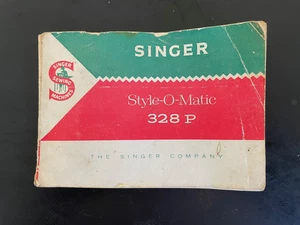 SINGER
SINGER
SEWING
MACHINES
Style-O-Matic
328 P
THE SINGER COMPANY